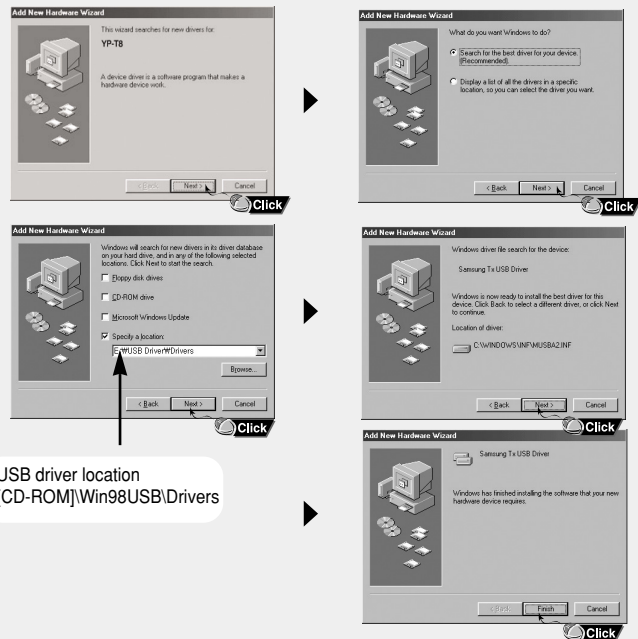 Add New Hardware Wizard
This wizard searches for new drivers for:
YP-T8
A device driver is a software program that makes a
hardware device work.
< Back
Next >
Cancel
Click
Add New Hardware Wizard
What do you want Windows to do?
Search for the best driver for your device.
(Recommended).
Display a list of all the drivers in a specific
location, so you can select the driver you want.
< Back
Next >
Cancel
Click
Add New Hardware Wizard
Windows will search for new drivers in its driver database
on your hard drive, and in any of the following selected
locations. Click Next to start the search.
Floppy disk drives
CD-ROM drive
Microsoft Windows Update
Specify a location:
E:₩USB Driver₩Drivers
Browse...
< Back
Next >
Cancel
Click
USB driver location
[CD-ROM]\Win98USB\Drivers
Add New Hardware Wizard
Windows driver file search for the device:
Samsung Tx USB Driver
Windows is now ready to install the best driver for this
device. Click Back to select a different driver, or click Next
to continue.
Location of driver:
C:\WINDOWS\INF\MUSBA2.INF
< Back
Next >
Cancel
Click
Add New Hardware Wizard
Samsung Tx USB Driver
Windows has finished installing the software that your new
hardware device requires.
< Back
Finish
Cancel
Click